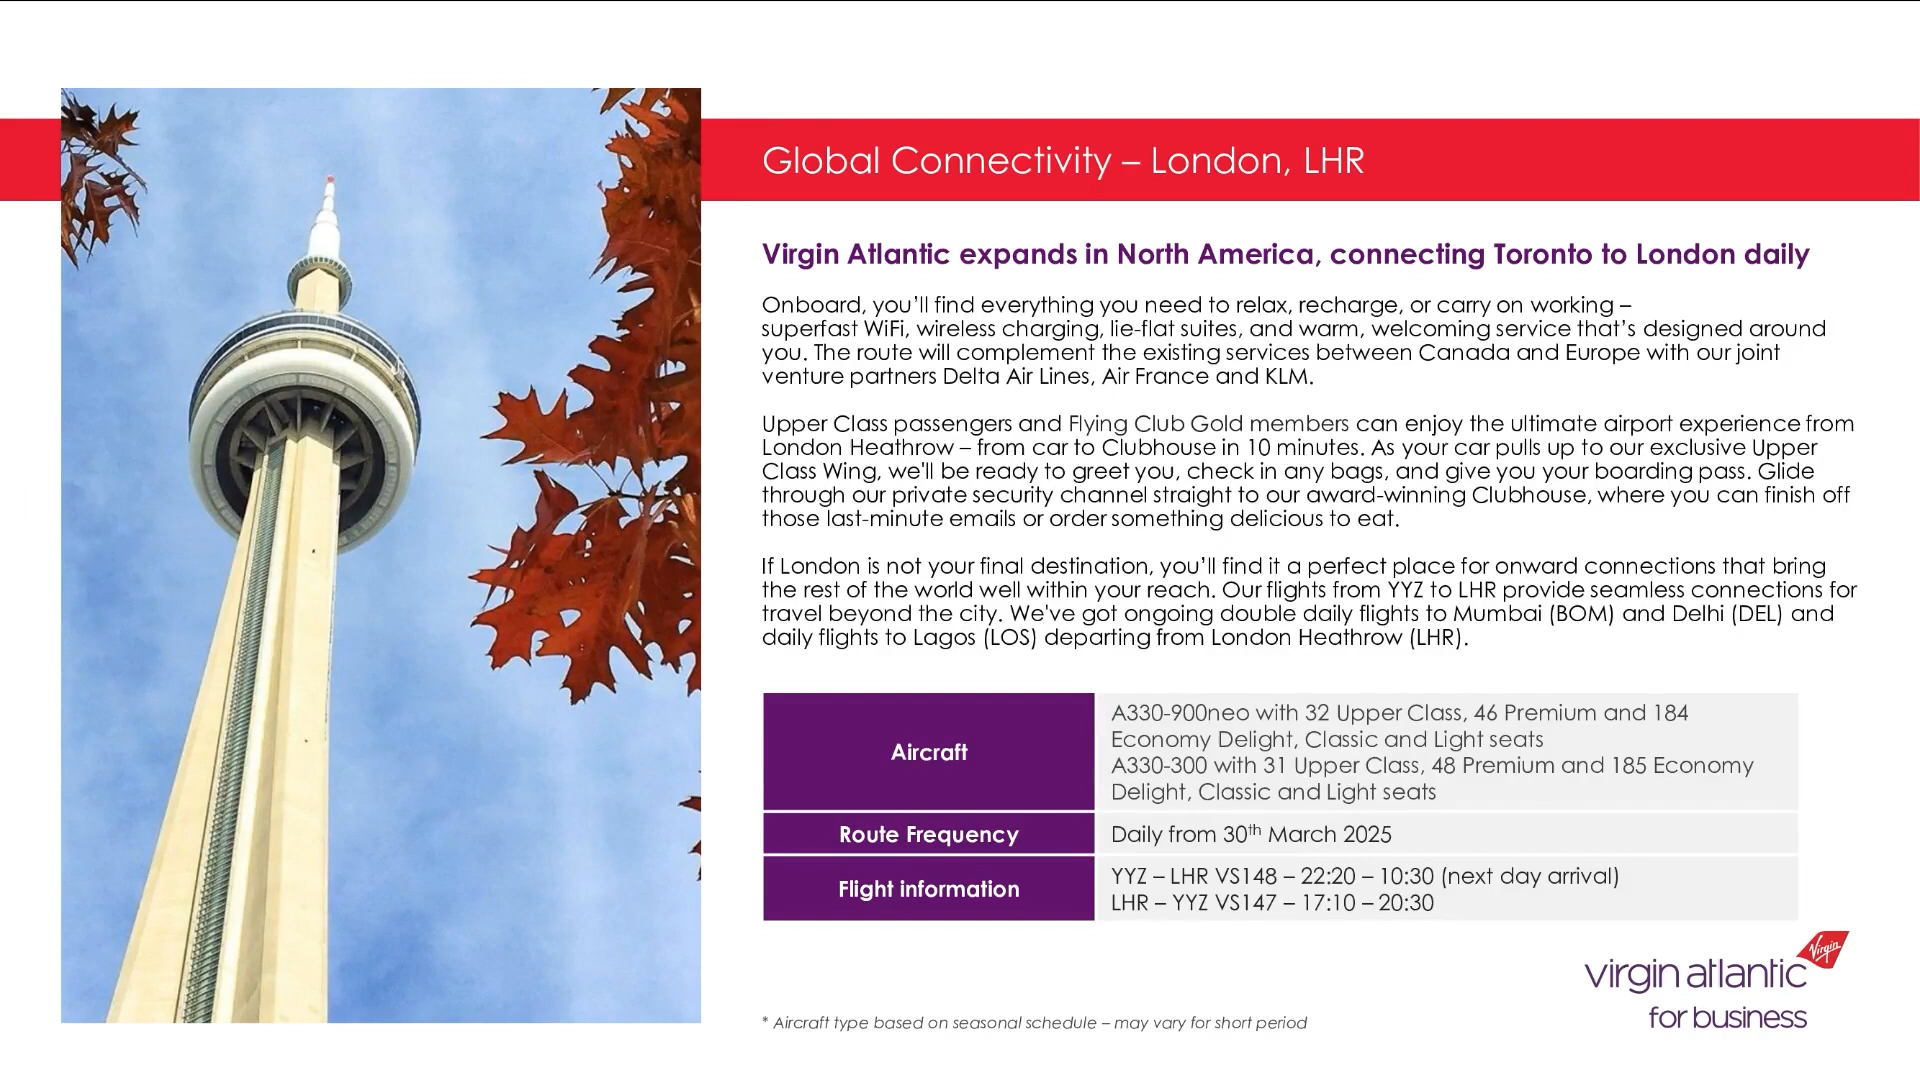 Global Connectivity – London, LHR
Virgin Atlantic expands in North America, connecting Toronto to London daily
Onboard, you’ll find everything you need to relax, recharge, or carry on working –
superfast WiFi, wireless charging, lie-flat suites, and warm, welcoming service that’s designed around
you. The route will complement the existing services between Canada and Europe with our joint
venture partners Delta Air Lines, Air France and KLM.
Upper Class passengers and Flying Club Gold members can enjoy the ultimate airport experience from
London Heathrow – from car to Clubhouse in 10 minutes. As your car pulls up to our exclusive Upper
Class Wing, we'll be ready to greet you, check in any bags, and give you your boarding pass. Glide
through our private security channel straight to our award-winning Clubhouse, where you can finish off
those last-minute emails or order something delicious to eat.
If London is not your final destination, you’ll find it a perfect place for onward connections that bring
the rest of the world well within your reach. Our flights from YYZ to LHR provide seamless connections for
travel beyond the city. We've got ongoing double daily flights to Mumbai (BOM) and Delhi (DEL) and
daily flights to Lagos (LOS) departing from London Heathrow (LHR).
Aircraft
A330-900neo with 32 Upper Class, 46 Premium and 184
Economy Delight, Classic and Light seats
A330-300 with 31 Upper Class, 48 Premium and 185 Economy
Delight, Classic and Light seats
Route Frequency
Daily from 30th March 2025
Flight information
YYZ – LHR VS148 – 22:20 – 10:30 (next day arrival)
LHR – YYZ VS147 – 17:10 – 20:30
Virgin
virgin atlantic
for business
* Aircraft type based on seasonal schedule – may vary for short period